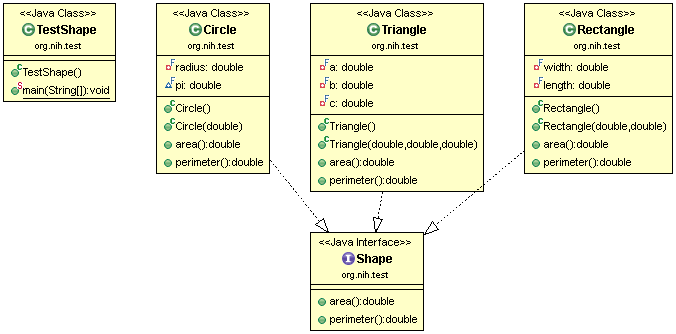 <<Java Class>>
TestShape
org.nih.test
TestShape()
main(String[]):void
<<Java Class>>
Circle
org.nih.test
radius: double
pi: double
Circle()
Circle(double)
area():double
perimeter():double
<<Java Class>>
Triangle
org.nih.test
a: double
b: double
c: double
Triangle()
Triangle(double,double,double)
area():double
perimeter():double
<<Java Class>>
Rectangle
org.nih.test
width: double
length: double
Rectangle()
Rectangle(double,double)
area():double
perimeter():double
<<Java Interface>>
Shape
org.nih.test
area():double
perimeter():double